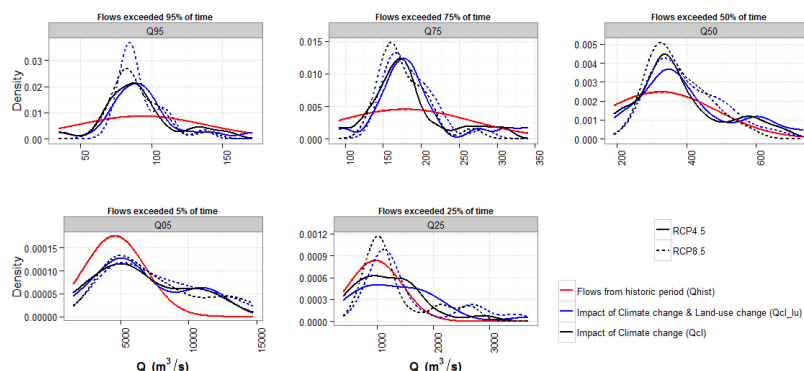 Flows exceeded 95% of time
Flows exceeded 75% of time
Flows exceeded 50% of time
Q95
Q75
Q50
Density
0.03
0.02
0.01
0.00
50
100
150
0.015
0.010
0.005
0.000
100
150
200
250
300
350
0.005
0.004
0.003
0.002
0.001
0.000
200
400
600
Flows exceeded 5% of time
Flows exceeded 25% of time
Q05
Q25
Density
0.00015
0.00010
0.00005
0.00000
5000
10000
15000
Q (m³/s)
0.0012
0.0009
0.0006
0.0003
0.0000
1000
2000
3000
Q (m³/s)
RCP4.5
RCP8.5
Flows from historic period (Qhist)
Impact of Climate change & Land-use change (Qcl_lu)
Impact of Climate change (Qcl)